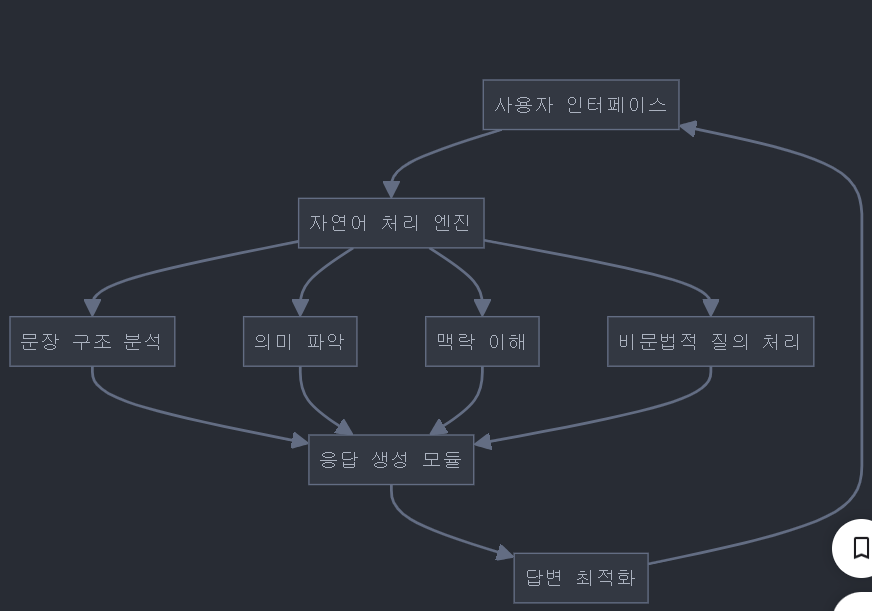 사용자 인터페이스
자연어 처리 엔진
문장 구조 분석
의미 파악
맥락 이해
비문법적 질의 처리
응답 생성 모듈
답변 최적화